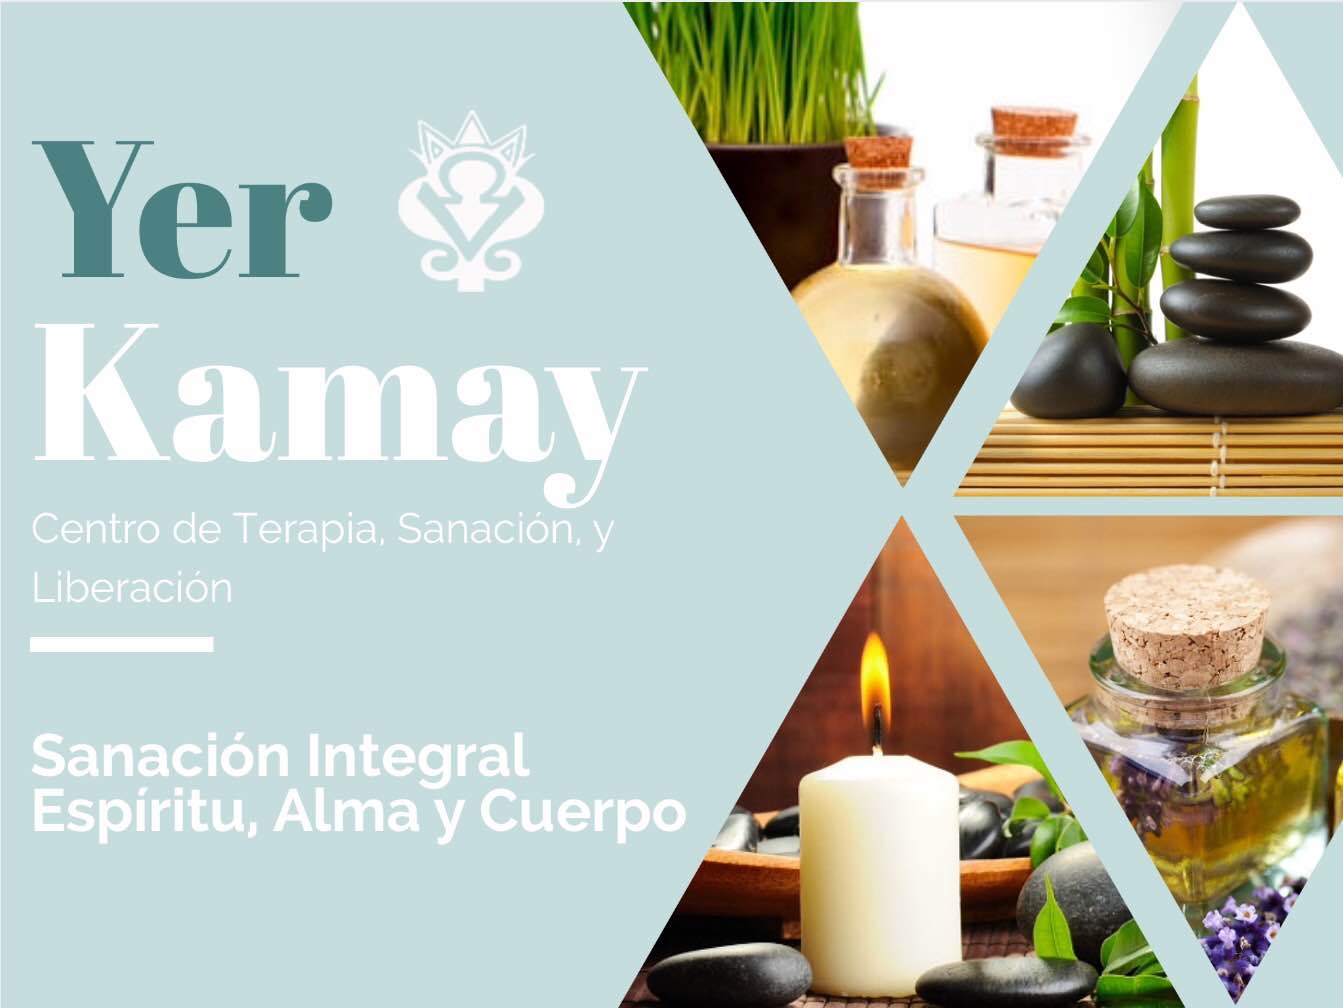 Yer
Kamay
Centro de Terapia, Sanación, y
Liberación
Sanación Integral
Espíritu, Alma y Cuerpo